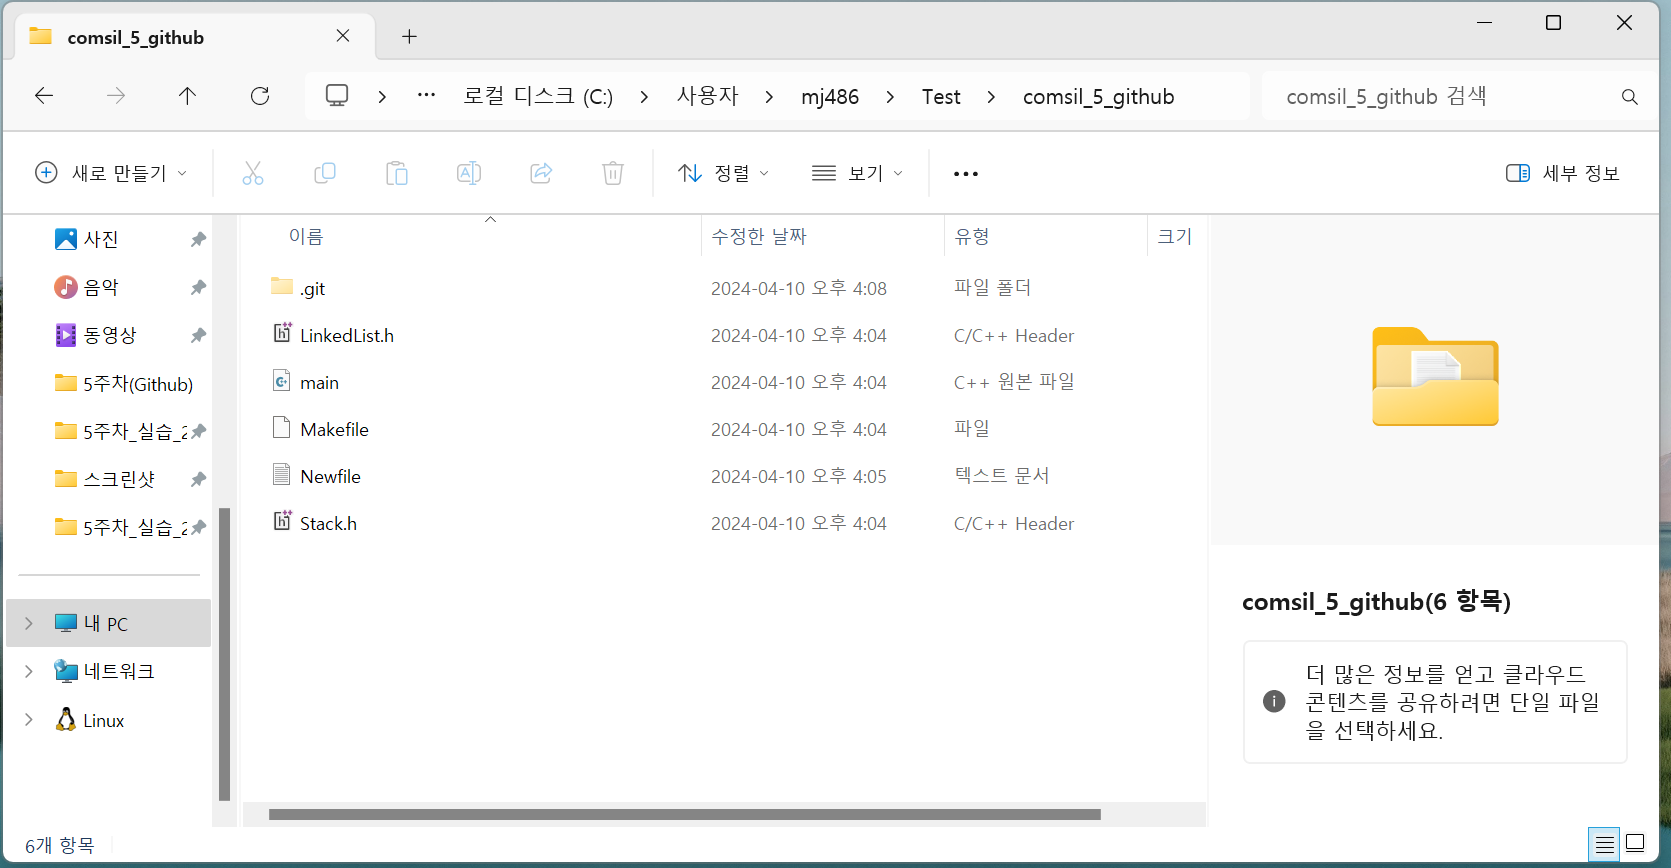 comsil_5_github
로컬 디스크 (C:) 사용자 mj486 Test comsil_5_github
comsil_5_github 검색
새로 만들기
정렬
보기
세부 정보
사진
음악
동영상
5주차(Github)
5주차_실습_2
스크린샷
5주차_실습_2
내 PC
네트워크
Linux
이름 수정한 날짜 유형 크기
.git 2024-04-10 오후 4:08 파일 폴더
LinkedList.h 2024-04-10 오후 4:04 C/C++ Header
main 2024-04-10 오후 4:04 C++ 원본 파일
Makefile 2024-04-10 오후 4:04 파일
Newfile 2024-04-10 오후 4:05 텍스트 문서
Stack.h 2024-04-10 오후 4:04 C/C++ Header
comsil_5_github(6 항목)
더 많은 정보를 얻고 클라우드
콘텐츠를 공유하려면 단일 파일
을 선택하세요.
6개 항목